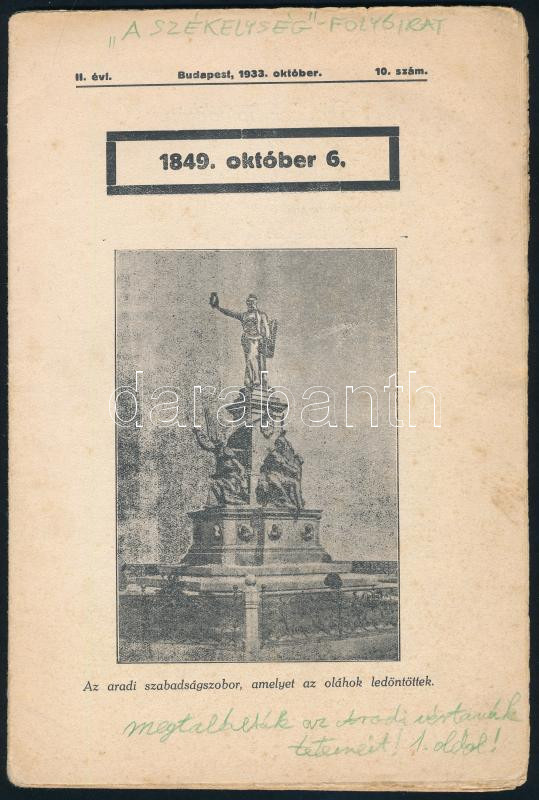 „A SZÉKELYSÉG"-FOLYÓIRAT
II. évf. Budapest, 1933. október. 10. szám.
1849. október 6.
darabanth
Az aradi szabadságszobor, amelyet az oláhok ledöntöttek.
megtalálták az Aradi vértanúk
tetemeit! 1. oldal!